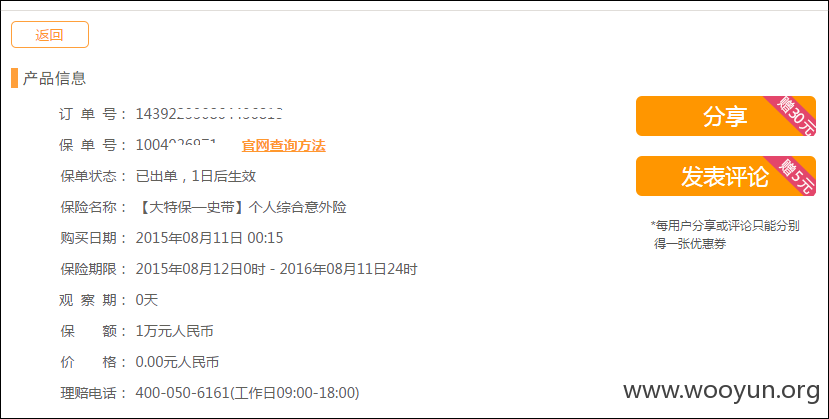 返回
产品信息
订 单 号：
保 单 号： 官网查询方法
保单状态： 已出单，1日后生效
保险名称： 【大特保—史带】个人综合意外险
购买日期： 2015年08月11日 00:15
保险期限： 2015年08月12日0时 - 2016年08月11日24时
观 察 期： 0天
保 额： 1万元人民币
价 格： 0.00元人民币
理赔电话： 400-050-6161(工作日09:00-18:00)
分享 赠30元
发表评论 赠5元
*每用户分享或评论只能分别
得一张优惠券
www.wooyun.org